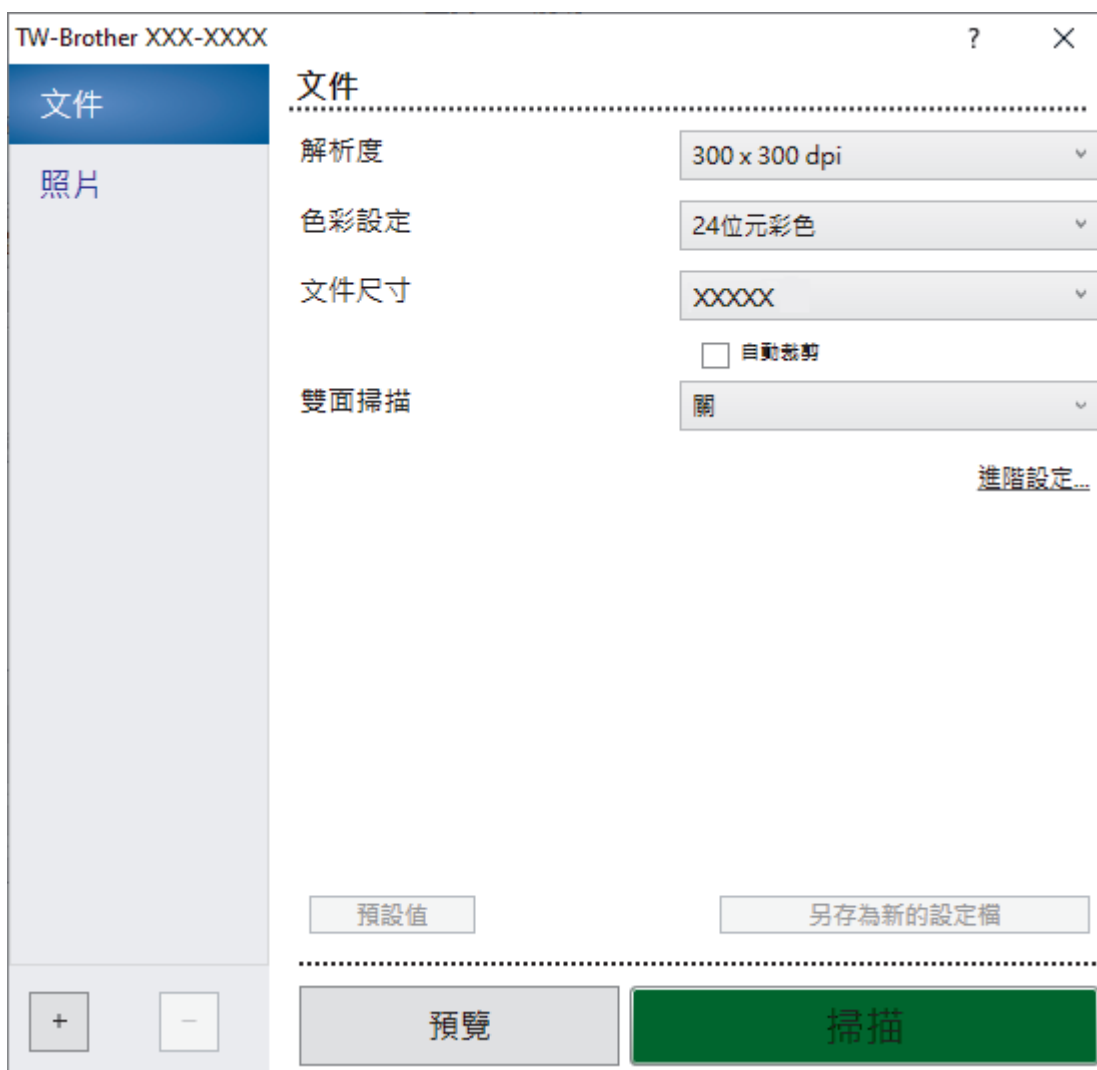 TW-Brother XXX-XXXX
?
文件
照片
文件
解析度
300 x 300 dpi
色彩設定
24位元彩色
文件尺寸
XXXXX
自動裁剪
雙面掃描
關
進階設定...
預設值
另存為新的設定檔
+
−
預覽
掃描